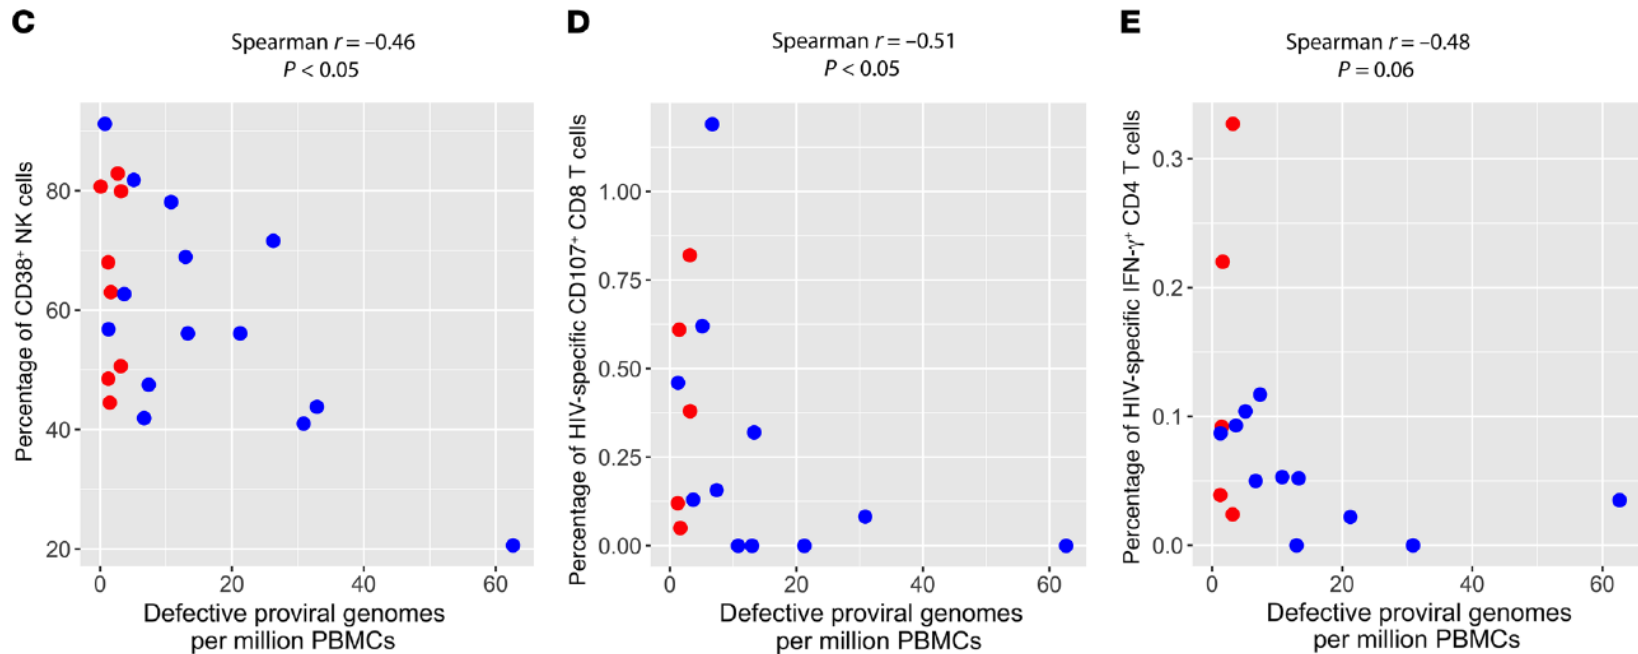 C
Spearman r = –0.46
P < 0.05
Percentage of CD38⁺ NK cells
80
60
40
20
0
20
40
60
Defective proviral genomes
per million PBMCs
D
Spearman r = –0.51
P < 0.05
Percentage of HIV-specific CD107⁺ CD8 T cells
1.00
0.75
0.50
0.25
0.00
0
20
40
60
Defective proviral genomes
per million PBMCs
E
Spearman r = –0.48
P = 0.06
Percentage of HIV-specific IFN-γ⁺ CD4 T cells
0.3
0.2
0.1
0.0
0
20
40
60
Defective proviral genomes
per million PBMCs